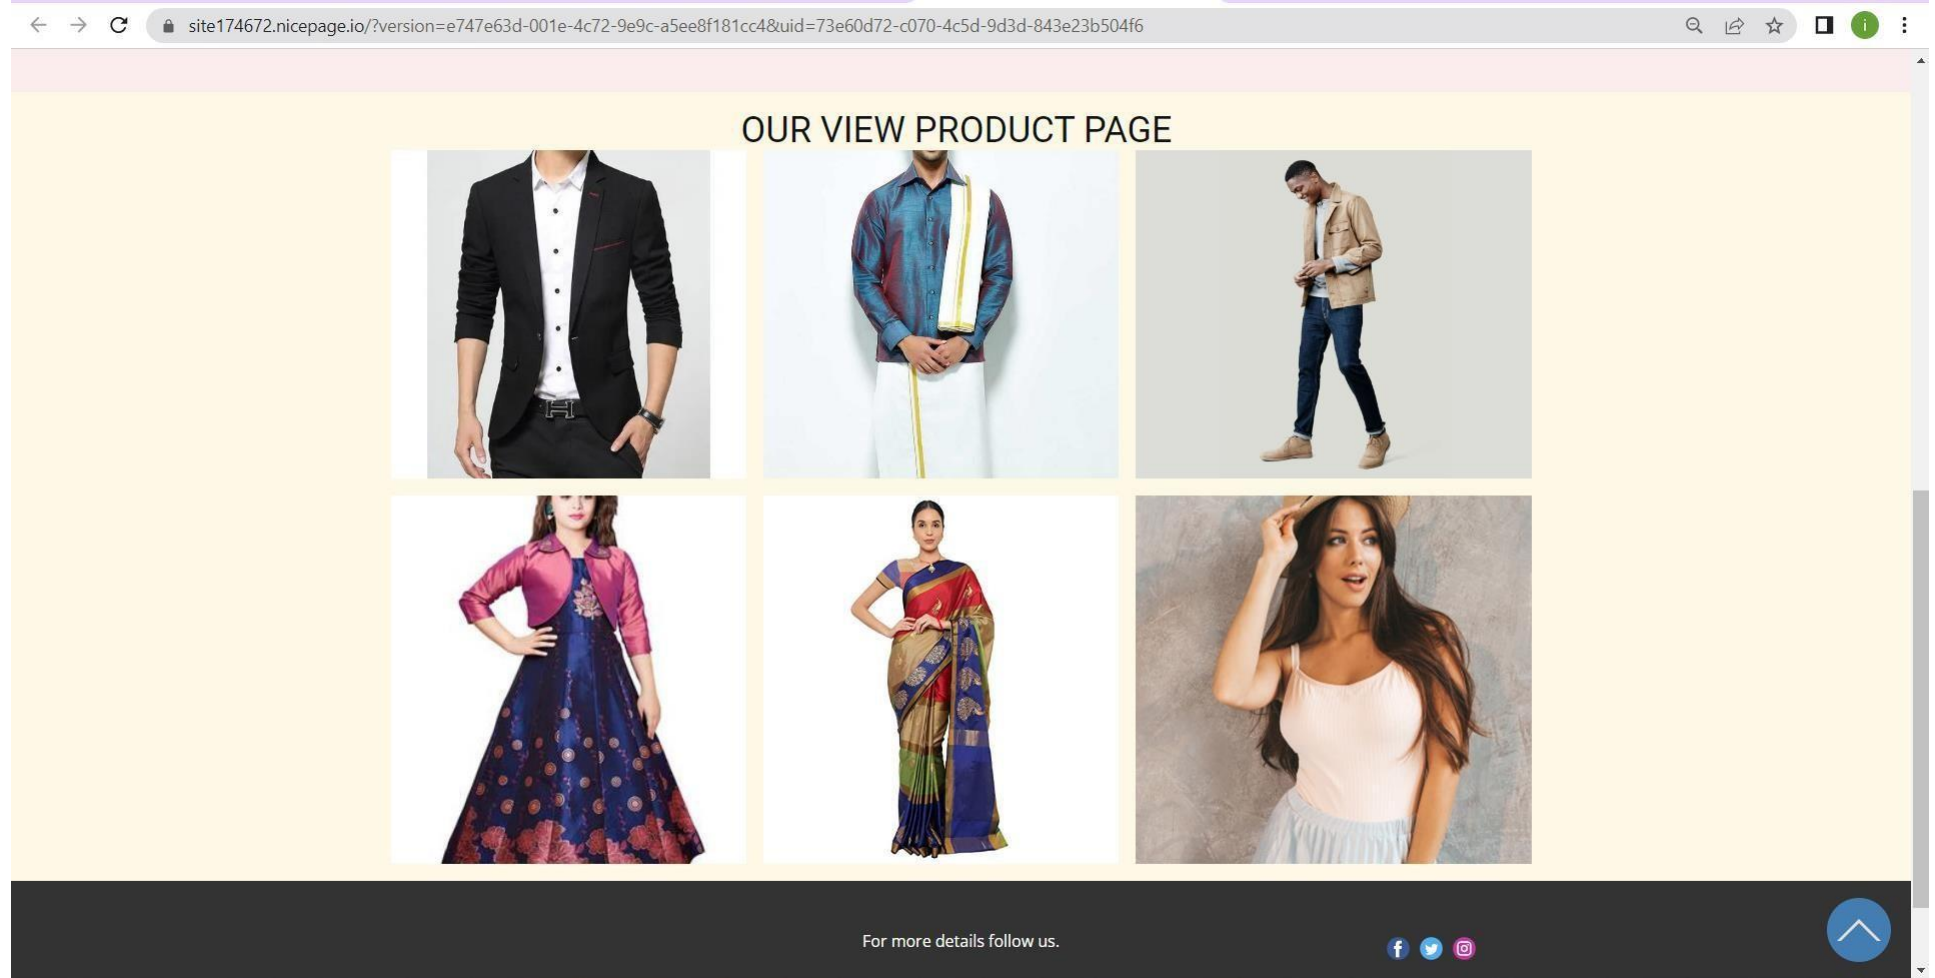 site174672.nicepage.io/?version=e747e63d-001e-4c72-9e9c-a5ee8f181cc4&uid=73e60d72-c070-4c5d-9d3d-843e23b504f6
i
OUR VIEW PRODUCT PAGE
For more details follow us.